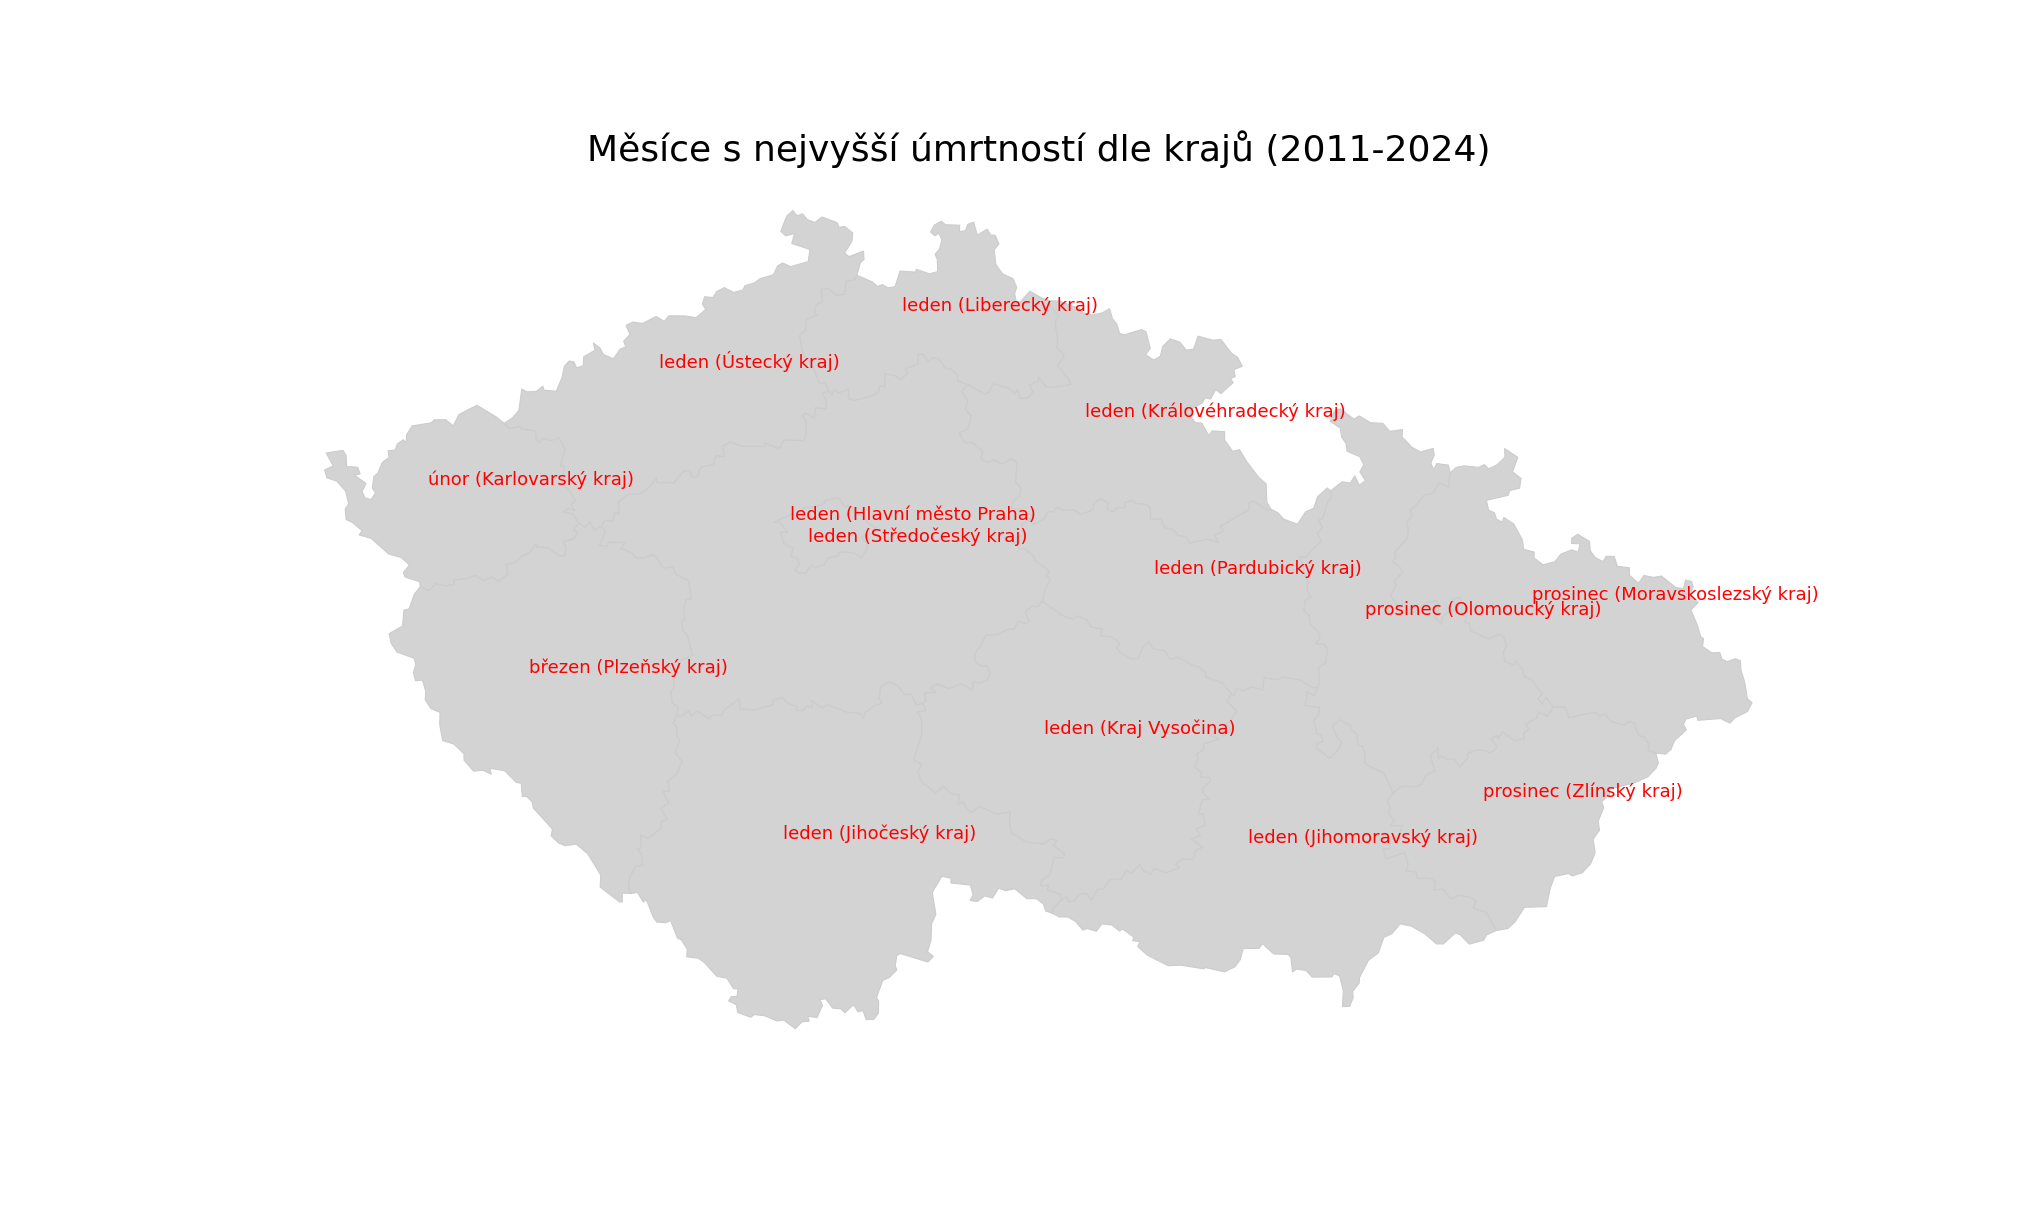 Měsíce s nejvyšší úmrtností dle krajů (2011-2024)
leden (Liberecký kraj)
leden (Ústecký kraj)
leden (Královéhradecký kraj)
únor (Karlovarský kraj)
leden (Hlavní město Praha)
leden (Středočeský kraj)
leden (Pardubický kraj)
prosinec (Moravskoslezský kraj)
prosinec (Olomoucký kraj)
březen (Plzeňský kraj)
leden (Kraj Vysočina)
prosinec (Zlínský kraj)
leden (Jihočeský kraj)
leden (Jihomoravský kraj)